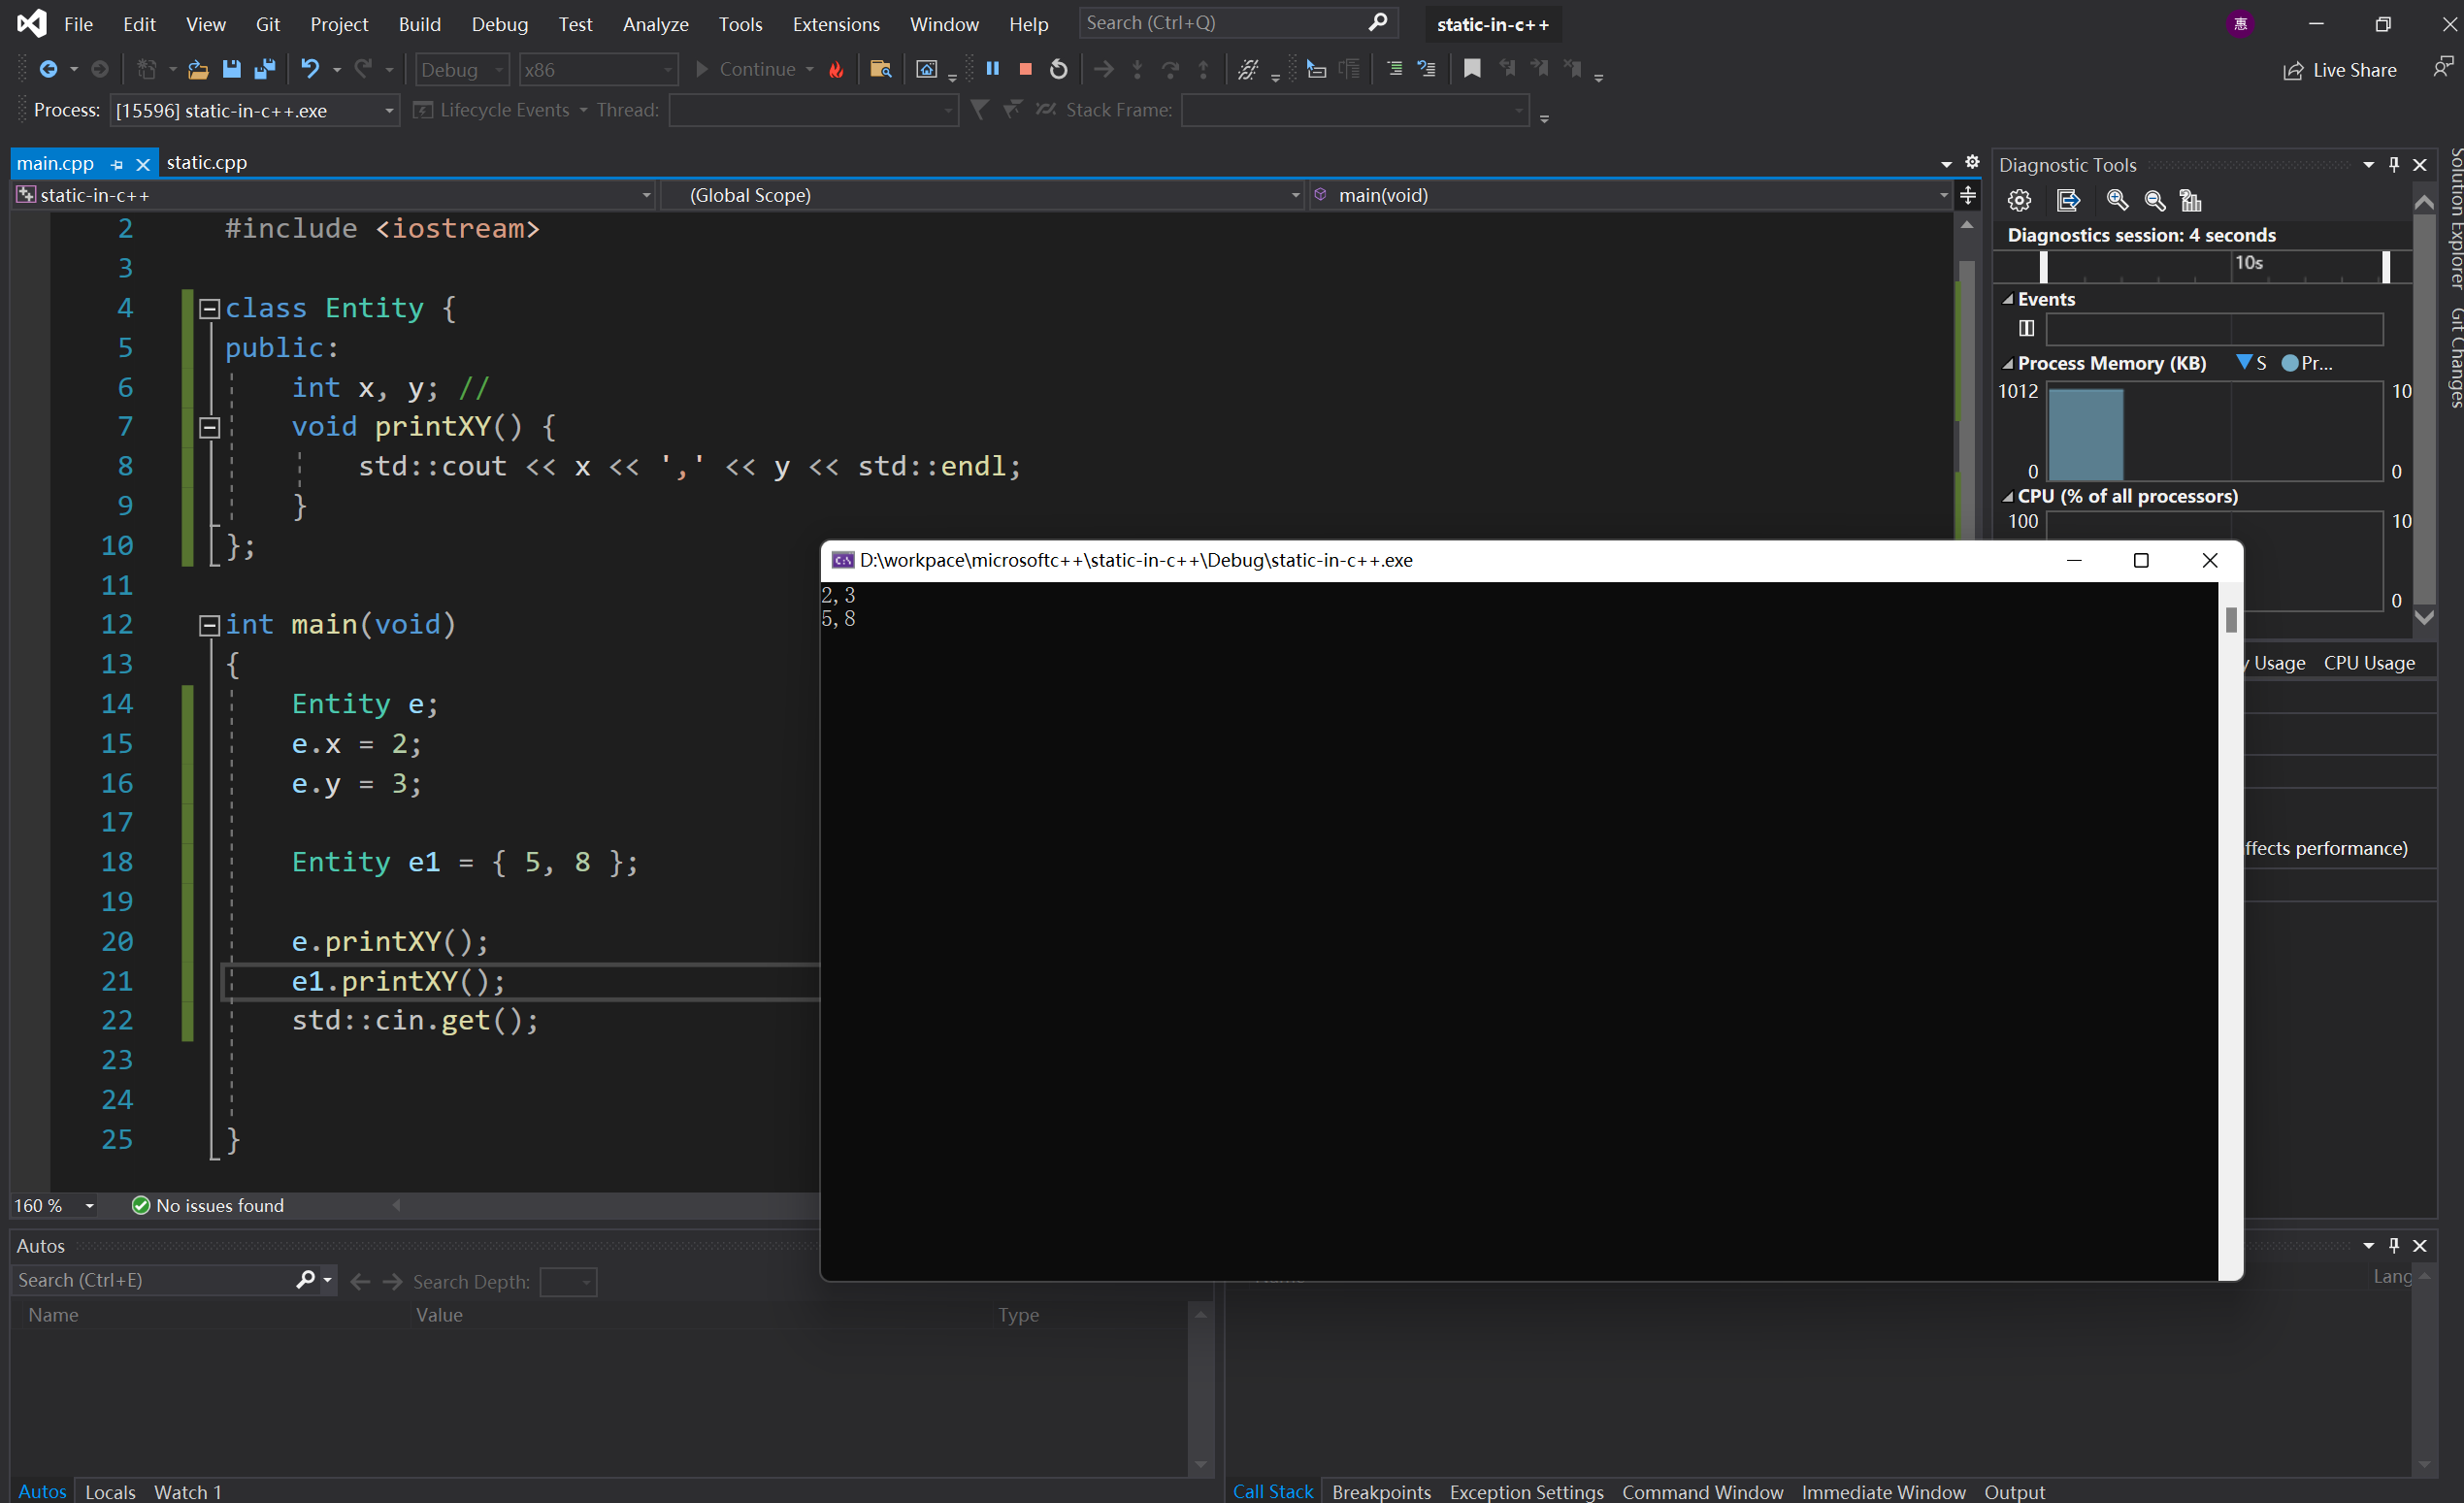 File Edit View Git Project Build Debug Test Analyze Tools Extensions Window Help Search (Ctrl+Q) static-in-c++ 惠
Debug x86 Continue Live Share
Process: [15596] static-in-c++.exe Lifecycle Events Thread: Stack Frame:
main.cpp static.cpp
static-in-c++ (Global Scope) main(void)
2 #include <iostream>
3
4 class Entity {
5 public:
6 int x, y; //
7 void printXY() {
8 std::cout << x << ',' << y << std::endl;
9 }
10 };
11
12 int main(void)
13 {
14 Entity e;
15 e.x = 2;
16 e.y = 3;
17
18 Entity e1 = { 5, 8 };
19
20 e.printXY();
21 e1.printXY();
22 std::cin.get();
23
24
25 }
160 % No issues found
D:\workpace\microsoftc++\static-in-c++\Debug\static-in-c++.exe
2,3
5,8
Diagnostic Tools
Diagnostics session: 4 seconds
10s
Events
Process Memory (KB) S Pr...
1012 10
0 0
CPU (% of all processors)
100 10
0
Usage CPU Usage
ffects performance)
Solution Explorer
Git Changes
Autos
Search (Ctrl+E) Search Depth:
Name Value Type
Lang
Autos Locals Watch 1
Call Stack Breakpoints Exception Settings Command Window Immediate Window Output